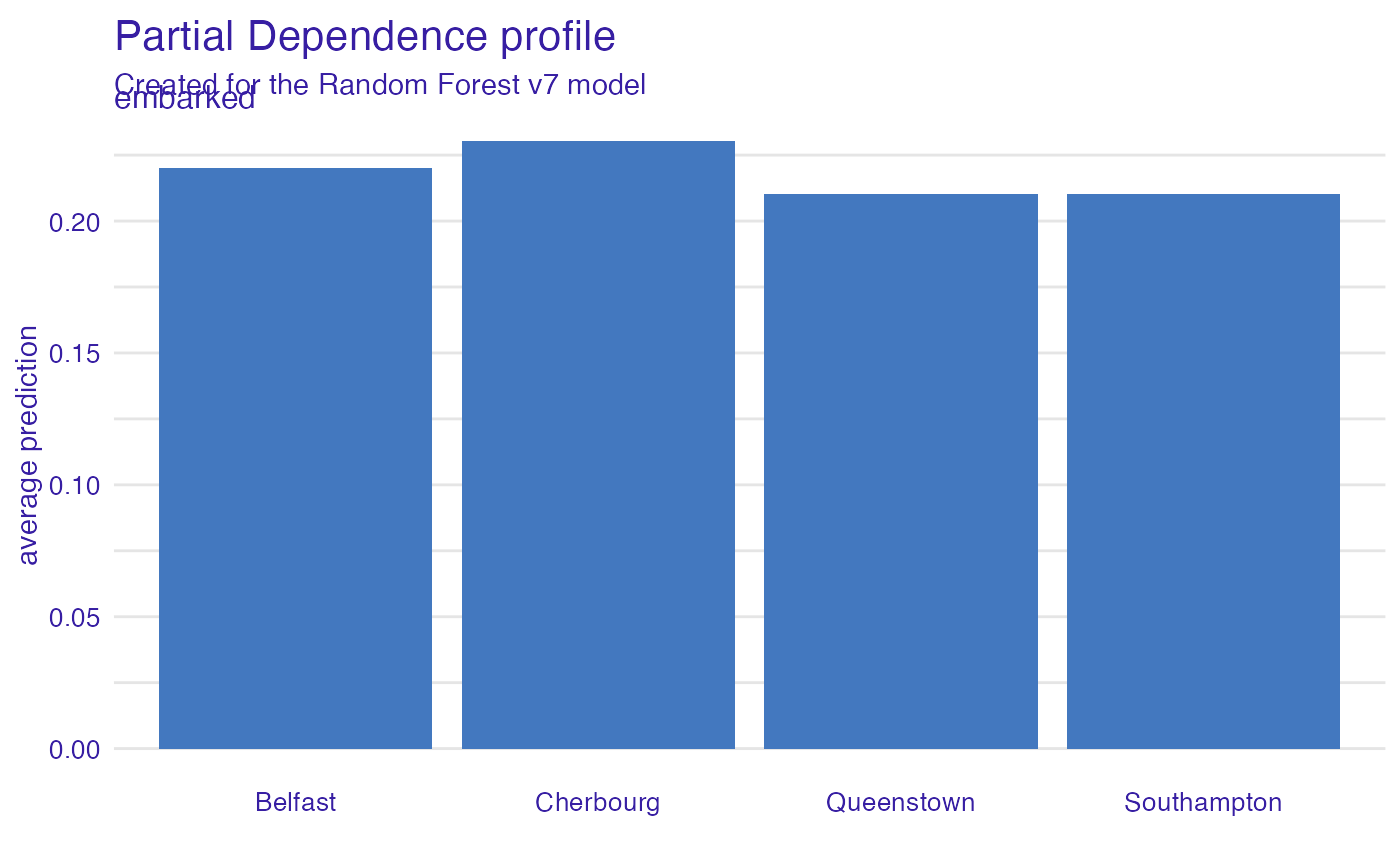 Partial Dependence profile
Created for the Random Forest v7 model
embarked
average prediction
0.20
0.15
0.10
0.05
0.00
Belfast
Cherbourg
Queenstown
Southampton